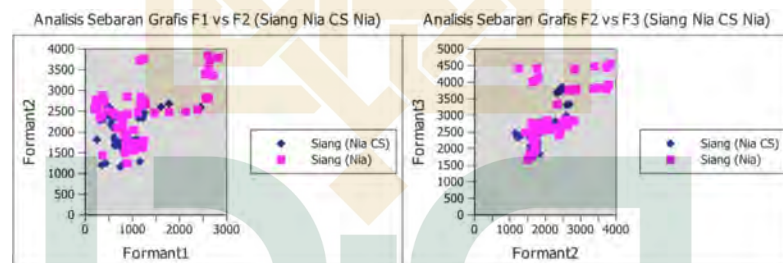 Analisis Sebaran Grafis F1 vs F2 (Siang Nia CS Nia)
Formant2
4000
3500
3000
2500
2000
1500
1000
500
0
0 1000 2000 3000
Formant1
Siang (Nia CS)
Siang (Nia)
Analisis Sebaran Grafis F2 vs F3 (Siang Nia CS Nia)
Formant3
5000
4500
4000
3500
3000
2500
2000
1500
1000
500
0
0 1000 2000 3000 4000
Formant2
Siang (Nia CS)
Siang (Nia)